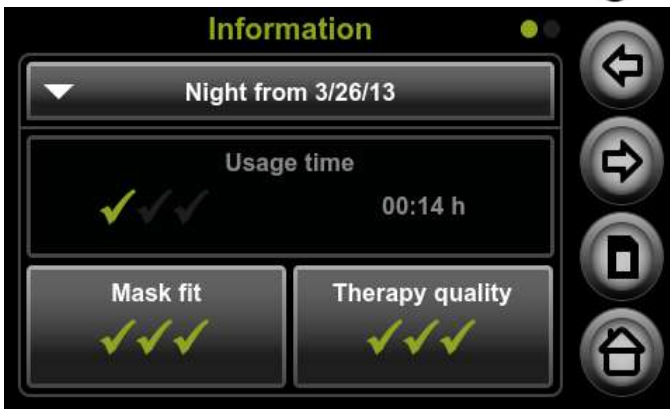 Information
Night from 3/26/13
Usage time
00:14 h
Mask fit
Therapy quality